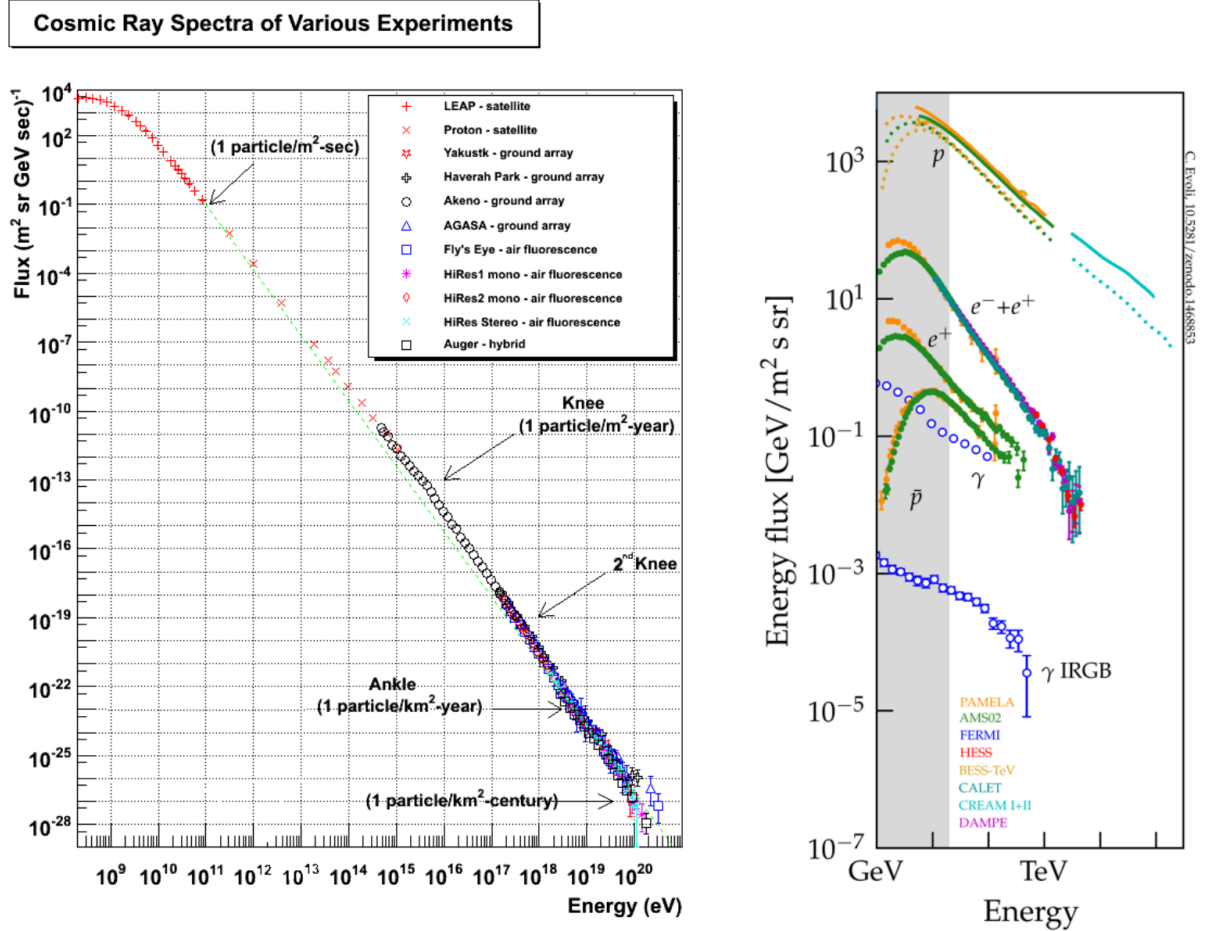 Cosmic Ray Spectra of Various Experiments
Flux (m² sr GeV sec)⁻¹
10⁴
10²
10⁻¹
10⁻⁴
10⁻⁷
10⁻¹⁰
10⁻¹³
10⁻¹⁶
10⁻¹⁹
10⁻²²
10⁻²⁵
10⁻²⁸
LEAP - satellite
Proton - satellite
Yakustk - ground array
Haverah Park - ground array
Akeno - ground array
AGASA - ground array
Fly's Eye - air fluorescence
HiRes1 mono - air fluorescence
HiRes2 mono - air fluorescence
HiRes Stereo - air fluorescence
Auger - hybrid
(1 particle/m²-sec)
Knee
(1 particle/m²-year)
2ⁿᵈ Knee
Ankle
(1 particle/km²-year)
(1 particle/km²-century)
10⁹ 10¹⁰ 10¹¹ 10¹² 10¹³ 10¹⁴ 10¹⁵ 10¹⁶ 10¹⁷ 10¹⁸ 10¹⁹ 10²⁰
Energy (eV)
Energy flux [GeV/m² s sr]
10³
10¹
10⁻¹
10⁻³
10⁻⁵
10⁻⁷
p
e⁻+e⁺
e⁺
p̄
γ
γ IRGB
PAMELA
AMS02
FERMI
HESS
BESS-TeV
CALET
CREAM I+II
DAMPE
GeV TeV
Energy
C. Evoli, 10.5281/zenodo.1468853